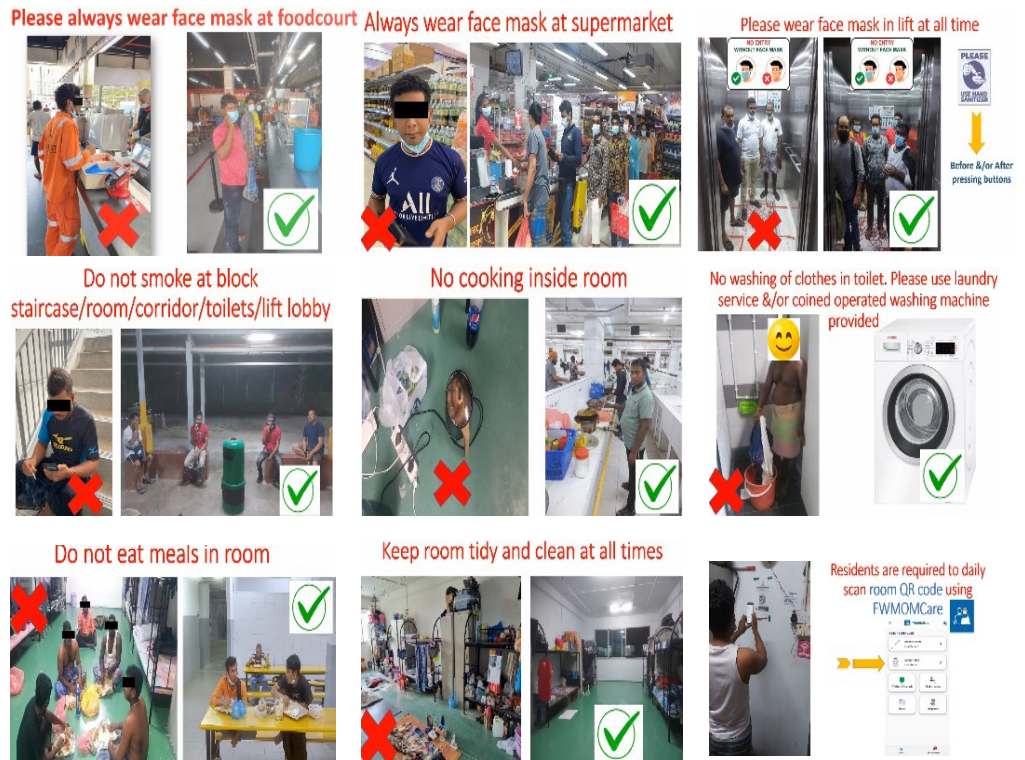 Please always wear face mask at foodcourt
Always wear face mask at supermarket
ALL
Please wear face mask in lift at all time
NO ENTRY
WITHOUT FACE MASK
NO ENTRY
WITHOUT FACE MASK
PLEASE
USE HAND
SANITIZER
Before &/or After
pressing buttons
Do not smoke at block
staircase/room/corridor/toilets/lift lobby
No cooking inside room
No washing of clothes in toilet. Please use laundry
service &/or coined operated washing machine
provided
Do not eat meals in room
Keep room tidy and clean at all times
Residents are required to daily
scan room QR code using
FWMOMCare